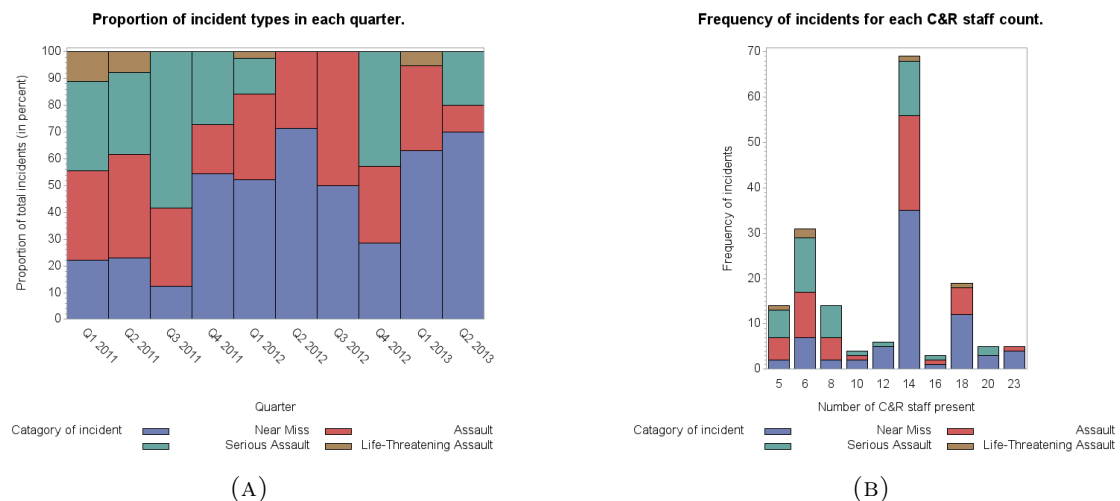 Proportion of incident types in each quarter.
Proportion of total incidents (in percent)
100
90
80
70
60
50
40
30
20
10
0
Q1 2011
Q2 2011
Q3 2011
Q4 2011
Q1 2012
Q2 2012
Q3 2012
Q4 2012
Q1 2013
Q2 2013
Quarter
Catagory of incident
Near Miss
Assault
Serious Assault
Life-Threatening Assault
(A)
Frequency of incidents for each C&R staff count.
Frequency of incidents
70
60
50
40
30
20
10
0
5 6 8 10 12 14 16 18 20 23
Number of C&R staff present
Catagory of incident
Near Miss
Assault
Serious Assault
Life-Threatening Assault
(B)